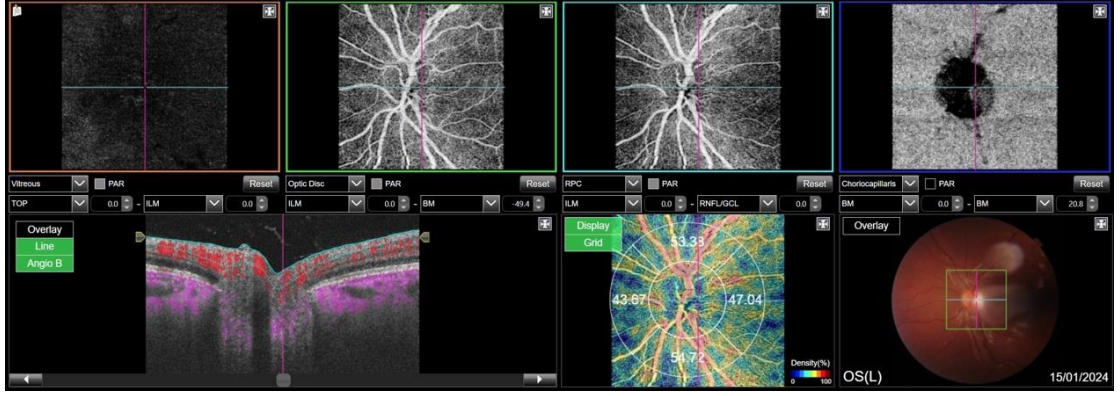 Vitreous PAR Reset
TOP 0.0 - ILM 0.0
Optic Disc PAR Reset
ILM 0.0 - BM -49.4
RPC PAR Reset
ILM 0.0 - RNFL/GCL 0.0
Choriocapillaris PAR Reset
BM 0.0 - BM 20.8
Overlay
Line
Angio B
Display
Grid
53.33
43.67
47.04
54.72
Density(%)
0 100
Overlay
OS(L)
15/01/2024